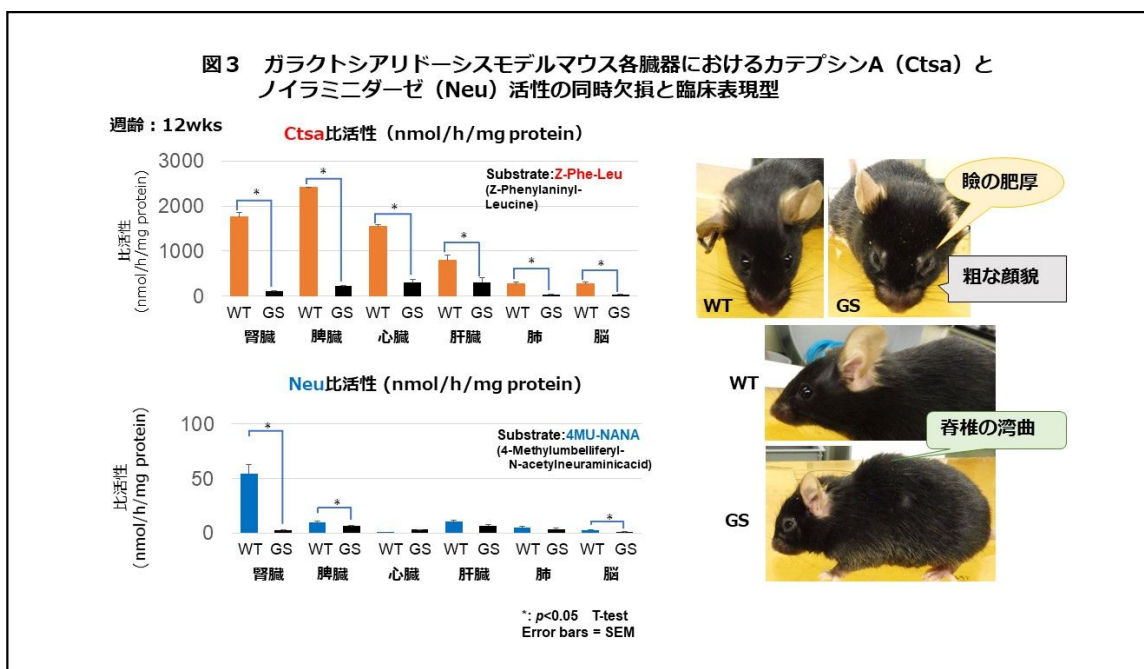 図３　ガラクトシアリドーシスモデルマウス各臓器におけるカテプシンA（Ctsa）と
ノイラミニダーゼ（Neu）活性の同時欠損と臨床表現型
週齢：12wks
Ctsa比活性（nmol/h/mg protein）
比活性
(nmol/h/mg protein)
3000
2000
1000
0
Substrate:Z-Phe-Leu
(Z-Phenylaninyl-
Leucine)
* * * * * *
WT GS WT GS WT GS WT GS WT GS WT GS
腎臓 脾臓 心臓 肝臓 肺 脳
Neu比活性 (nmol/h/mg protein)
比活性
(nmol/h/mg protein)
100
50
0
Substrate:4MU-NANA
(4-Methylumbelliferyl-
N-acetylneuraminicacid)
* * *
WT GS WT GS WT GS WT GS WT GS WT GS
腎臓 脾臓 心臓 肝臓 肺 脳
*: p<0.05 T-test
Error bars = SEM
瞼の肥厚
粗な顔貌
WT GS
WT
脊椎の湾曲
GS